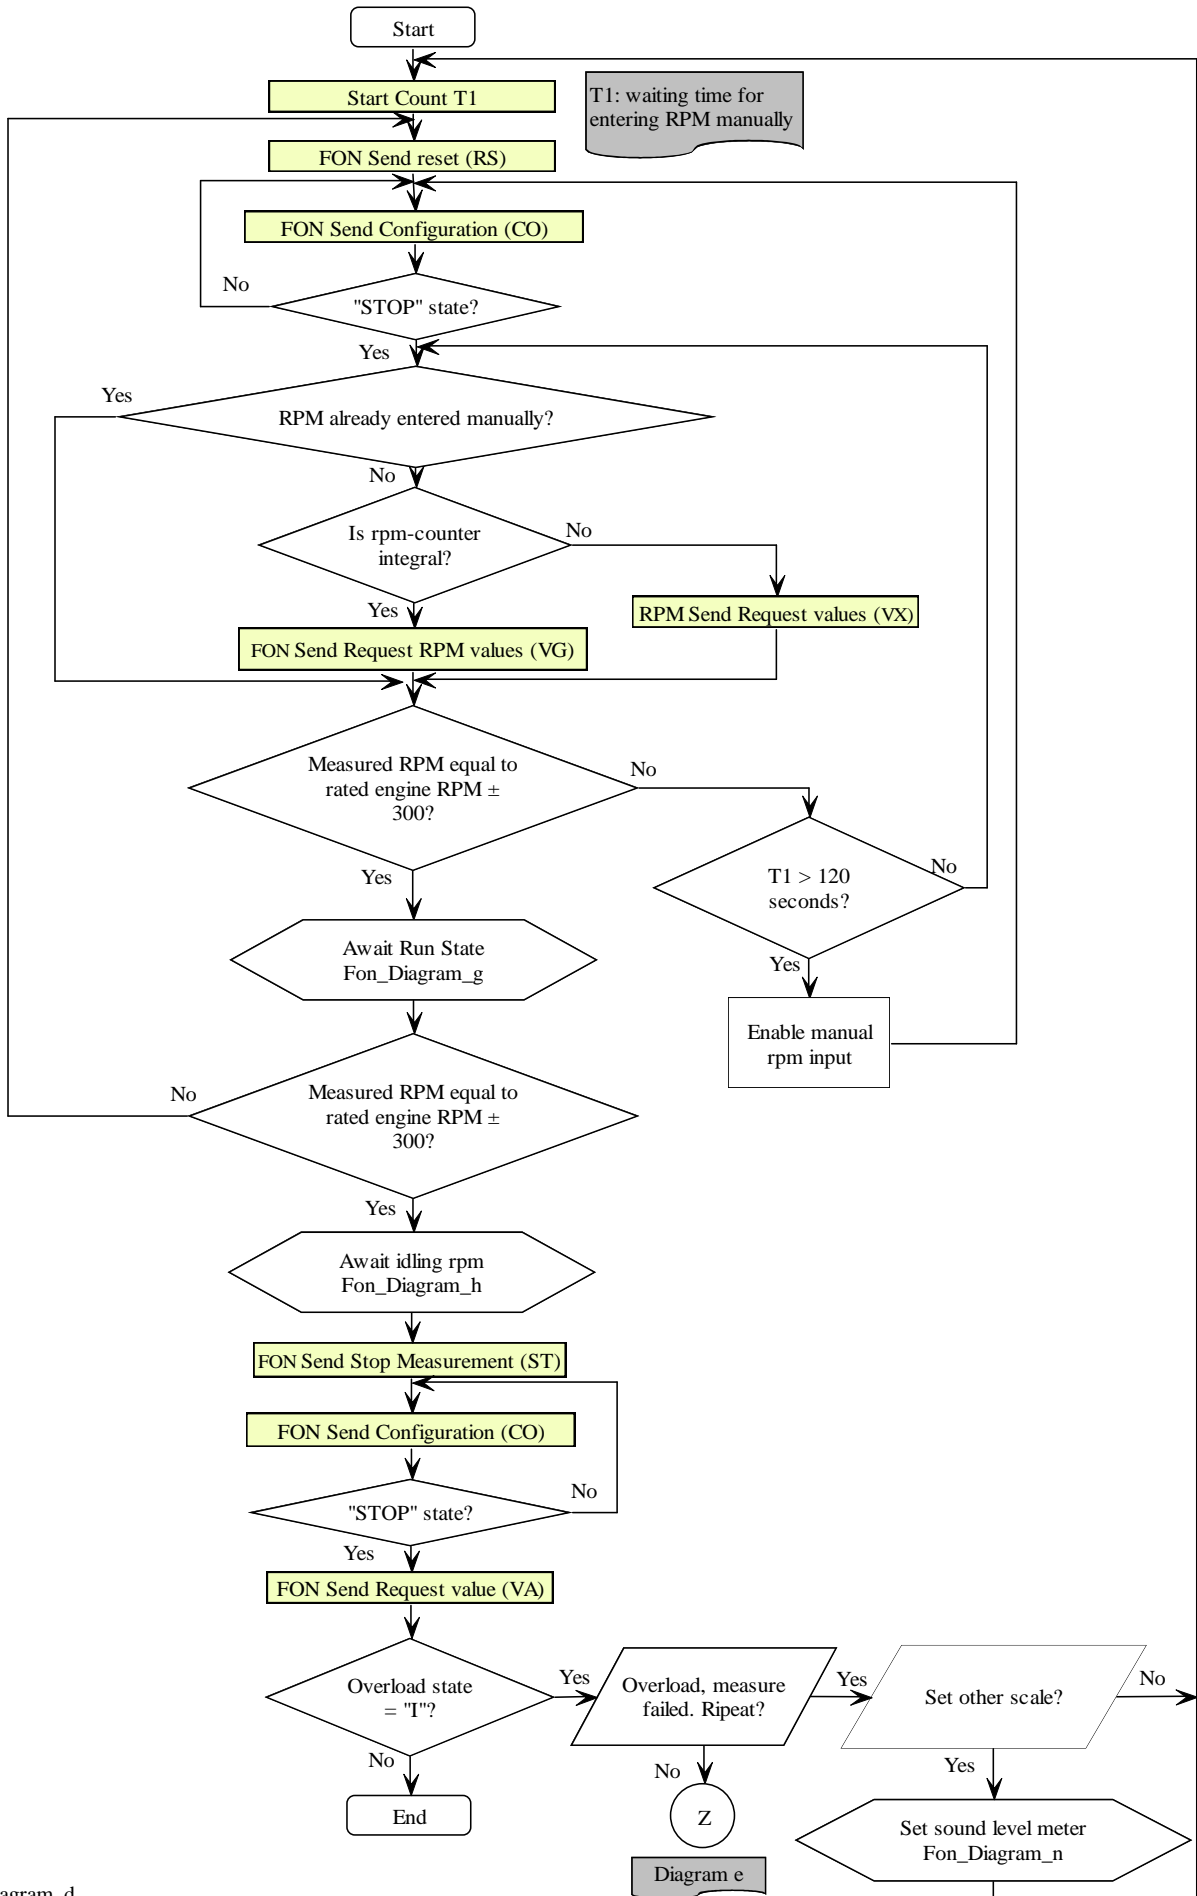 Start
Start Count T1
T1: waiting time for
entering RPM manually
FON Send reset (RS)
FON Send Configuration (CO)
No
"STOP" state?
Yes
Yes
RPM already entered manually?
No
Is rpm-counter
integral?
No
Yes
RPM Send Request values (VX)
FON Send Request RPM values (VG)
Measured RPM equal to
rated engine RPM ±
300?
No
Yes
T1 > 120
seconds?
No
Yes
Await Run State
Fon_Diagram_g
Enable manual
rpm input
No
Measured RPM equal to
rated engine RPM ±
300?
Yes
Await idling rpm
Fon_Diagram_h
FON Send Stop Measurement (ST)
FON Send Configuration (CO)
"STOP" state?
No
Yes
FON Send Request value (VA)
Overload state
= "I"?
Yes
Overload, measure
failed. Ripeat?
Yes
Set other scale?
No
No
End
No
Z
Diagram e
Yes
Set sound level meter
Fon_Diagram_n